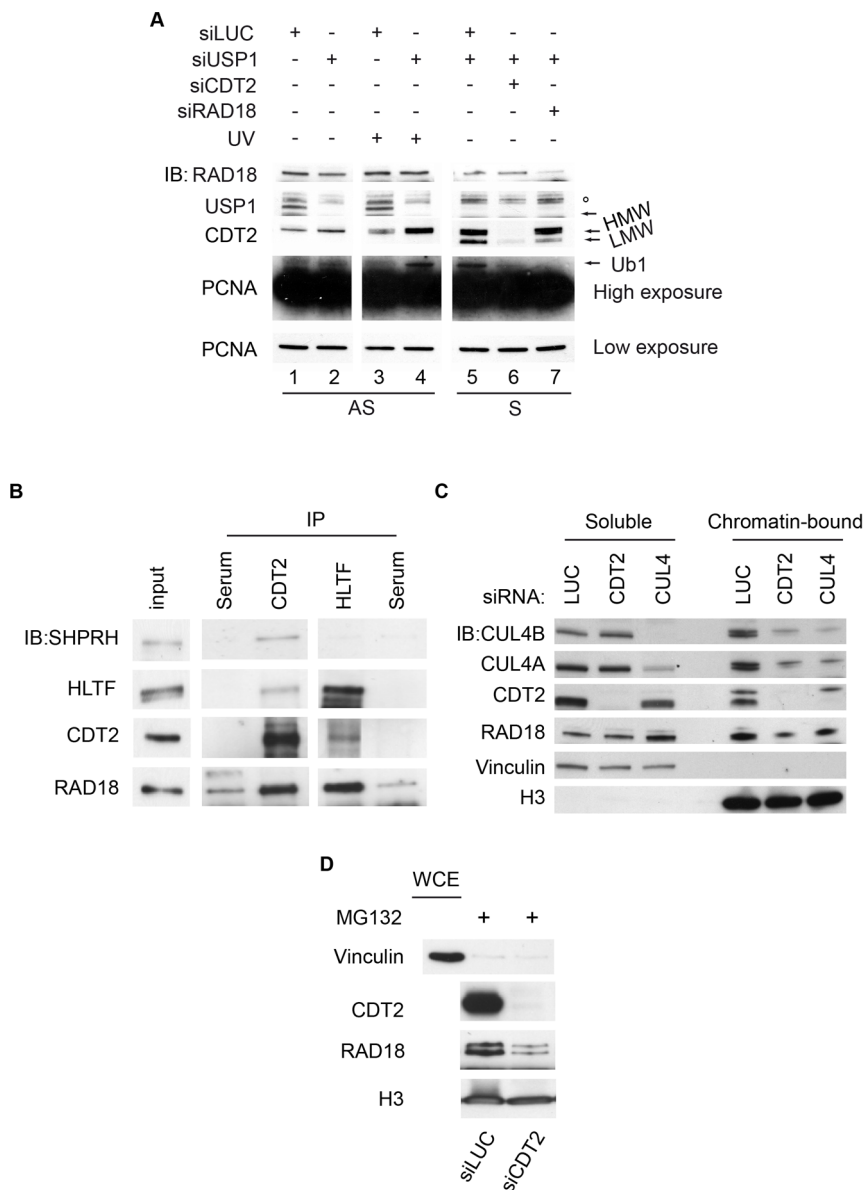 A
siLUC + - + - + - -
siUSP1 - + - + + + +
siCDT2 - - - - - + -
siRAD18 - - - - - - +
UV - - + + - - -
IB: RAD18
USP1
HMW
CDT2
LMW
Ub1
PCNA High exposure
PCNA Low exposure
1 2 3 4 5 6 7
AS S
B
IP
input Serum CDT2 HLTF Serum
IB:SHPRH
HLTF
CDT2
RAD18
C
Soluble Chromatin-bound
siRNA: LUC CDT2 CUL4 LUC CDT2 CUL4
IB:CUL4B
CUL4A
CDT2
RAD18
Vinculin
H3
D
WCE
MG132 + +
Vinculin
CDT2
RAD18
H3
siLUC siCDT2